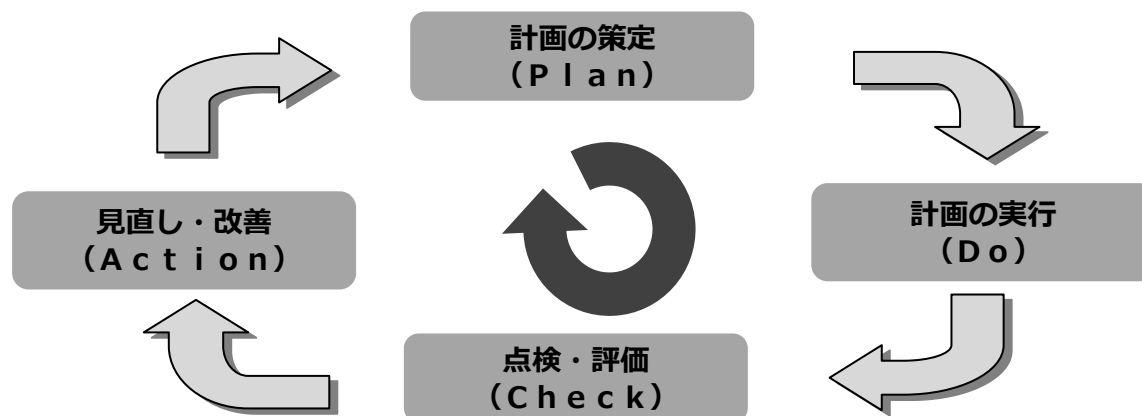 計画の策定
（Ｐｌａｎ）
計画の実行
（Ｄｏ）
点検・評価
（Ｃｈｅｃｋ）
見直し・改善
（Ａｃｔｉｏｎ）